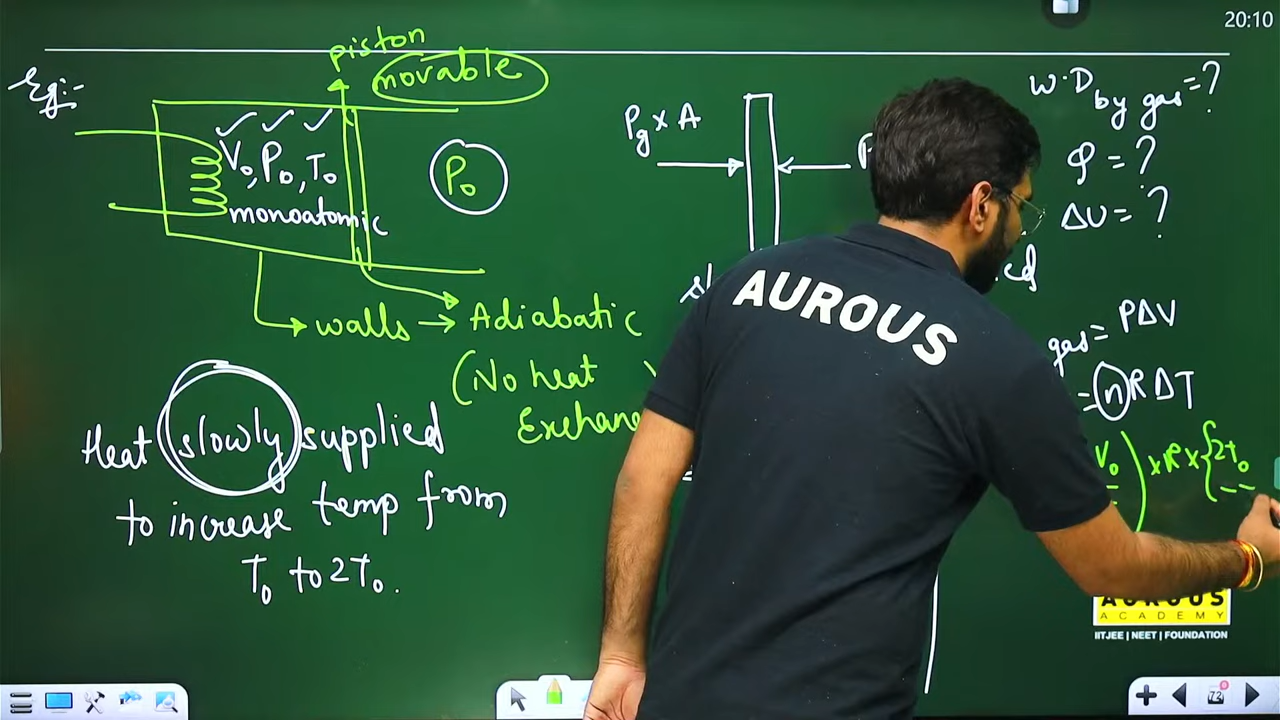 20:10
Eg:-
piston
movable
V₀, P₀, T₀
monoatomic
P₀
walls → Adiabatic
(No heat
Heat slowly supplied
to increase temp from
T₀ to 2T₀.
P_g × A
W.D by gas = ?
φ = ?
ΔU = ?
gas = PΔV
= nRΔT
V₀) × R × {2T₀
AUROUS
AUROUS
ACADEMY
IITJEE | NEET | FOUNDATION